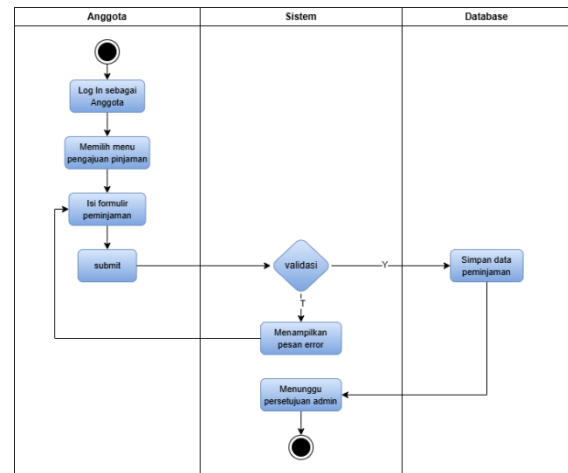 Anggota
Sistem
Database
Log In sebagai
Anggota
Memilih menu
pengajuan pinjaman
Isi formulir
peminjaman
submit
validasi
Y
Simpan data
peminjaman
T
Menampilkan
pesan error
Menunggu
persetujuan admin